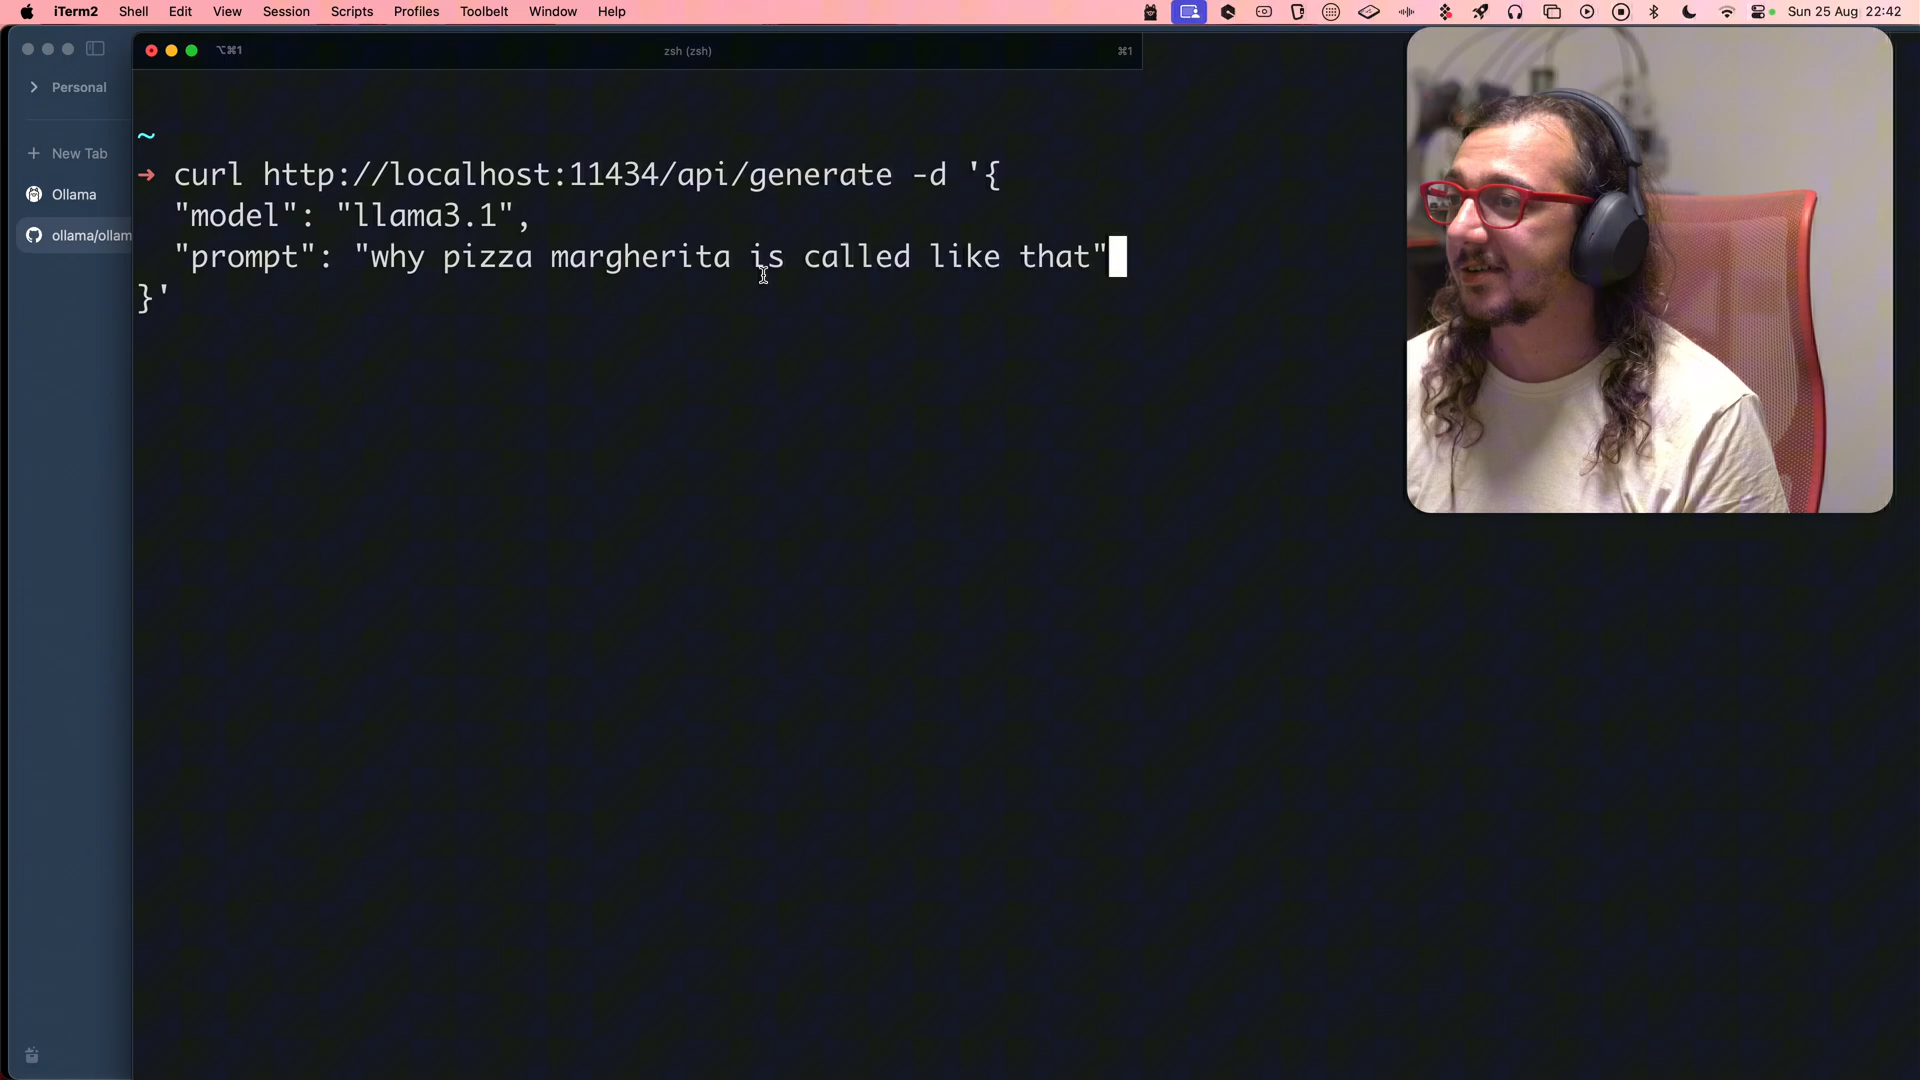 iTerm2 Shell Edit View Session Scripts Profiles Toolbelt Window Help Sun 25 Aug 22:42
⌥⌘1 zsh (zsh) ⌘1
Personal
New Tab
Ollama
ollama/ollam
~
➜ curl http://localhost:11434/api/generate -d '{
"model": "llama3.1",
"prompt": "why pizza margherita is called like that"
}'